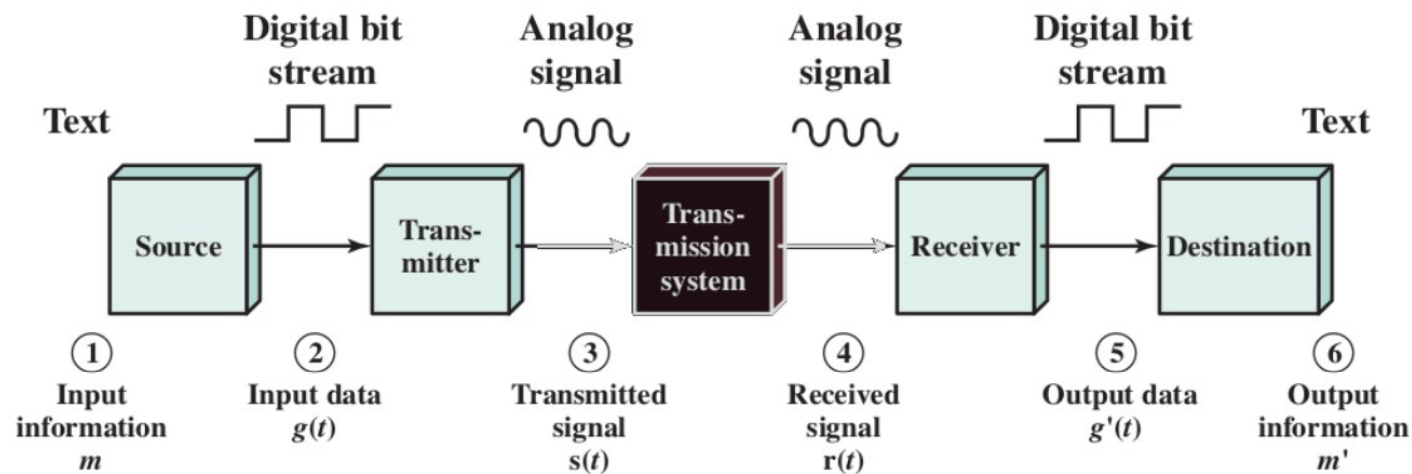 Digital bit
stream
Analog
signal
Analog
signal
Digital bit
stream
Text
Text
Source
Trans-
mitter
Trans-
mission
system
Receiver
Destination
1
Input
information
m
2
Input data
g(t)
3
Transmitted
signal
s(t)
4
Received
signal
r(t)
5
Output data
g'(t)
6
Output
information
m'